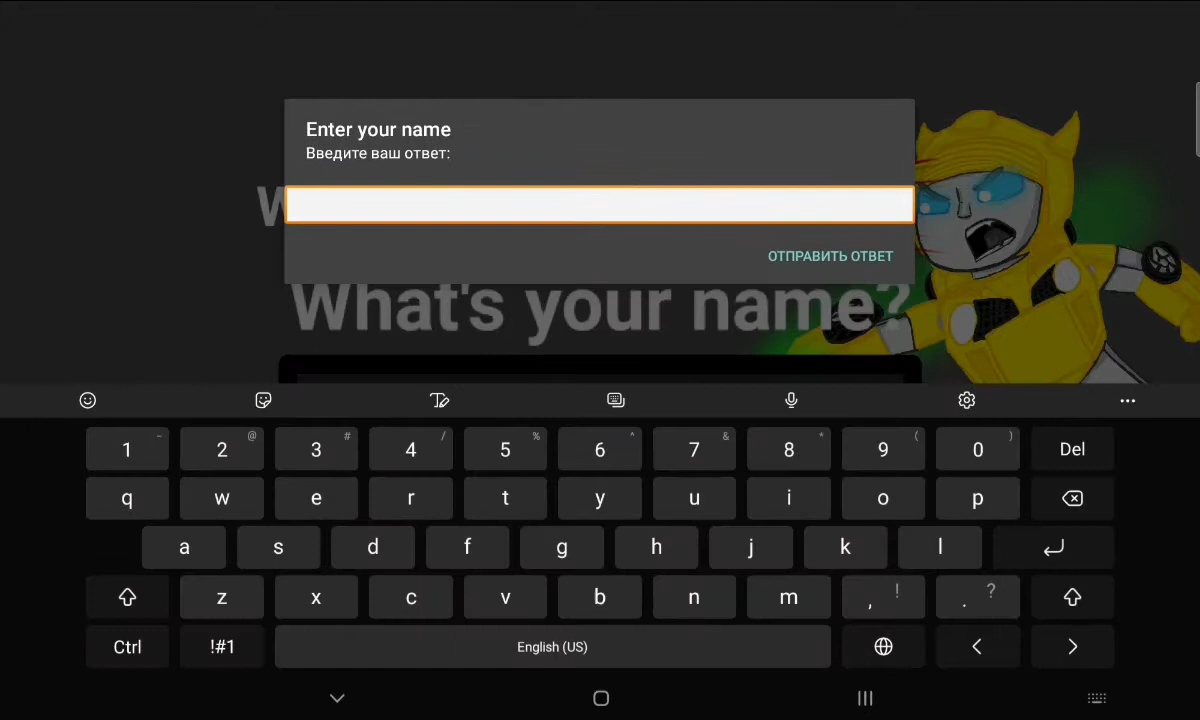 Enter your name
Введите ваш ответ:
W
ОТПРАВИТЬ ОТВЕТ
What's your name?
1 ~ 2 @ 3 # 4 / 5 % 6 ^ 7 & 8 * 9 ( 0 ) Del
q w e r t y u i o p
a s d f g h j k l
z x c v b n m , ! . ?
Ctrl !#1 English (US) < >